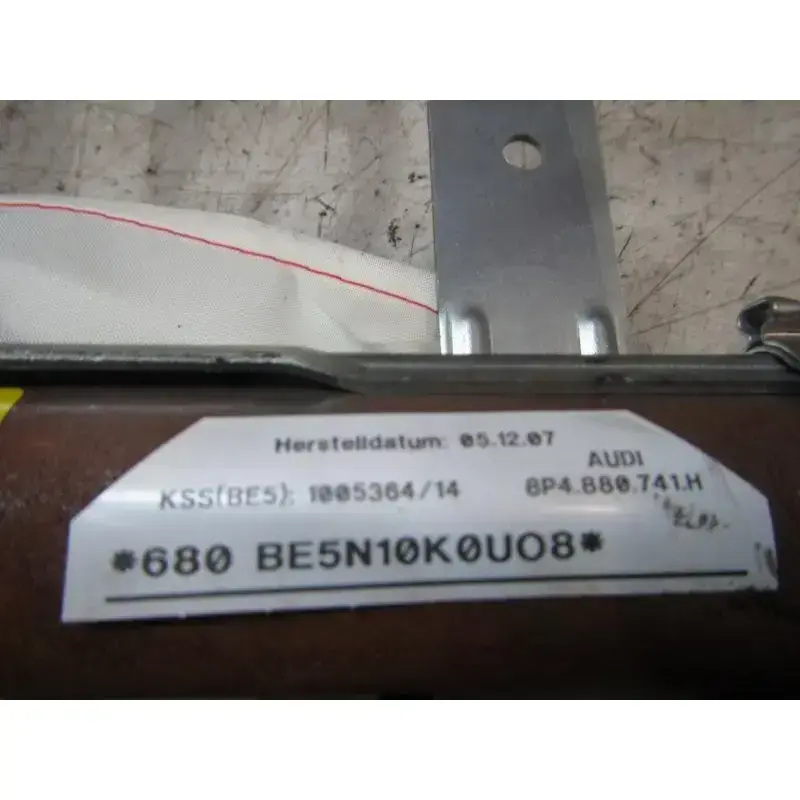 Herstelldatum: 05.12.07
AUDI
KSS(BE5): 1005364/14 8P4.880.741.H
*680 BE5N10K0UO8*